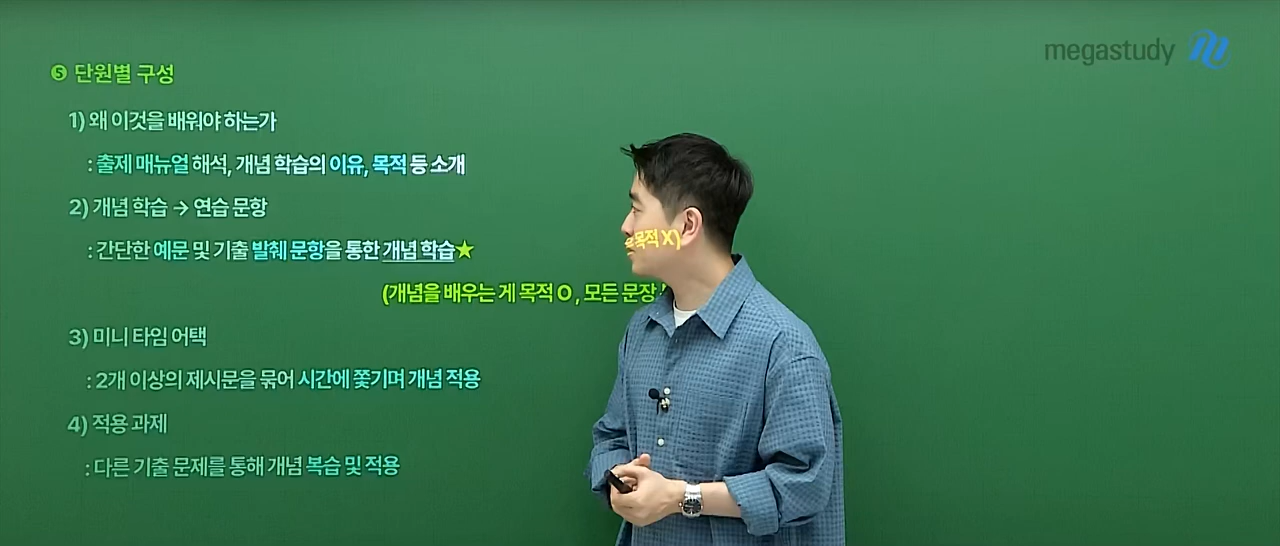 megastudy
❺ 단원별 구성
1) 왜 이것을 배워야 하는가
: 출제 매뉴얼 해석, 개념 학습의 이유, 목적 등 소개
2) 개념 학습 → 연습 문항
: 간단한 예문 및 기출 발췌 문항을 통한 개념 학습★
(개념을 배우는 게 목적 O, 모든 문장
목적 X)
3) 미니 타임 어택
: 2개 이상의 제시문을 묶어 시간에 쫓기며 개념 적용
4) 적용 과제
: 다른 기출 문제를 통해 개념 복습 및 적용